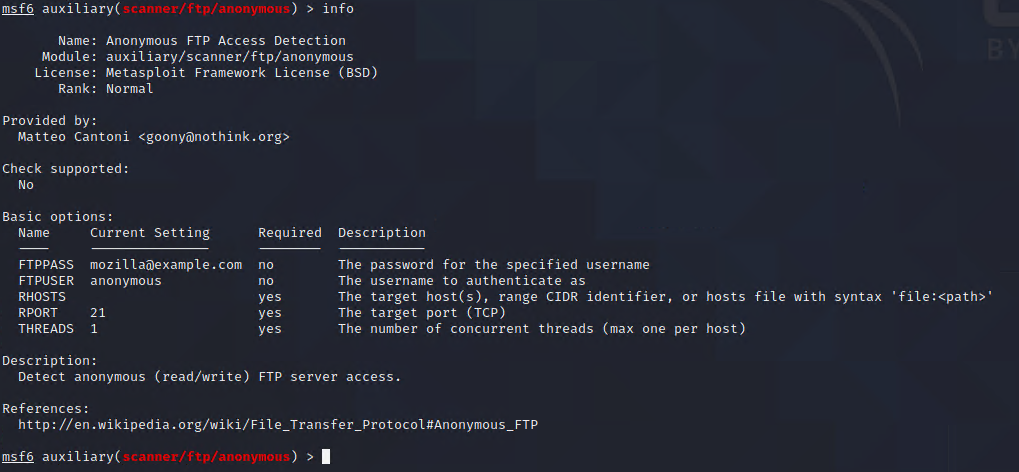 msf6 auxiliary(scanner/ftp/anonymous) > info
Name: Anonymous FTP Access Detection
Module: auxiliary/scanner/ftp/anonymous
License: Metasploit Framework License (BSD)
Rank: Normal
Provided by:
Matteo Cantoni <goony@nothink.org>
Check supported:
No
Basic options:
Name Current Setting Required Description
---- --------------- -------- -----------
FTPPASS mozilla@example.com no The password for the specified username
FTPUSER anonymous no The username to authenticate as
RHOSTS yes The target host(s), range CIDR identifier, or hosts file with syntax 'file:<path>'
RPORT 21 yes The target port (TCP)
THREADS 1 yes The number of concurrent threads (max one per host)
Description:
Detect anonymous (read/write) FTP server access.
References:
http://en.wikipedia.org/wiki/File_Transfer_Protocol#Anonymous_FTP
msf6 auxiliary(scanner/ftp/anonymous) >
BY